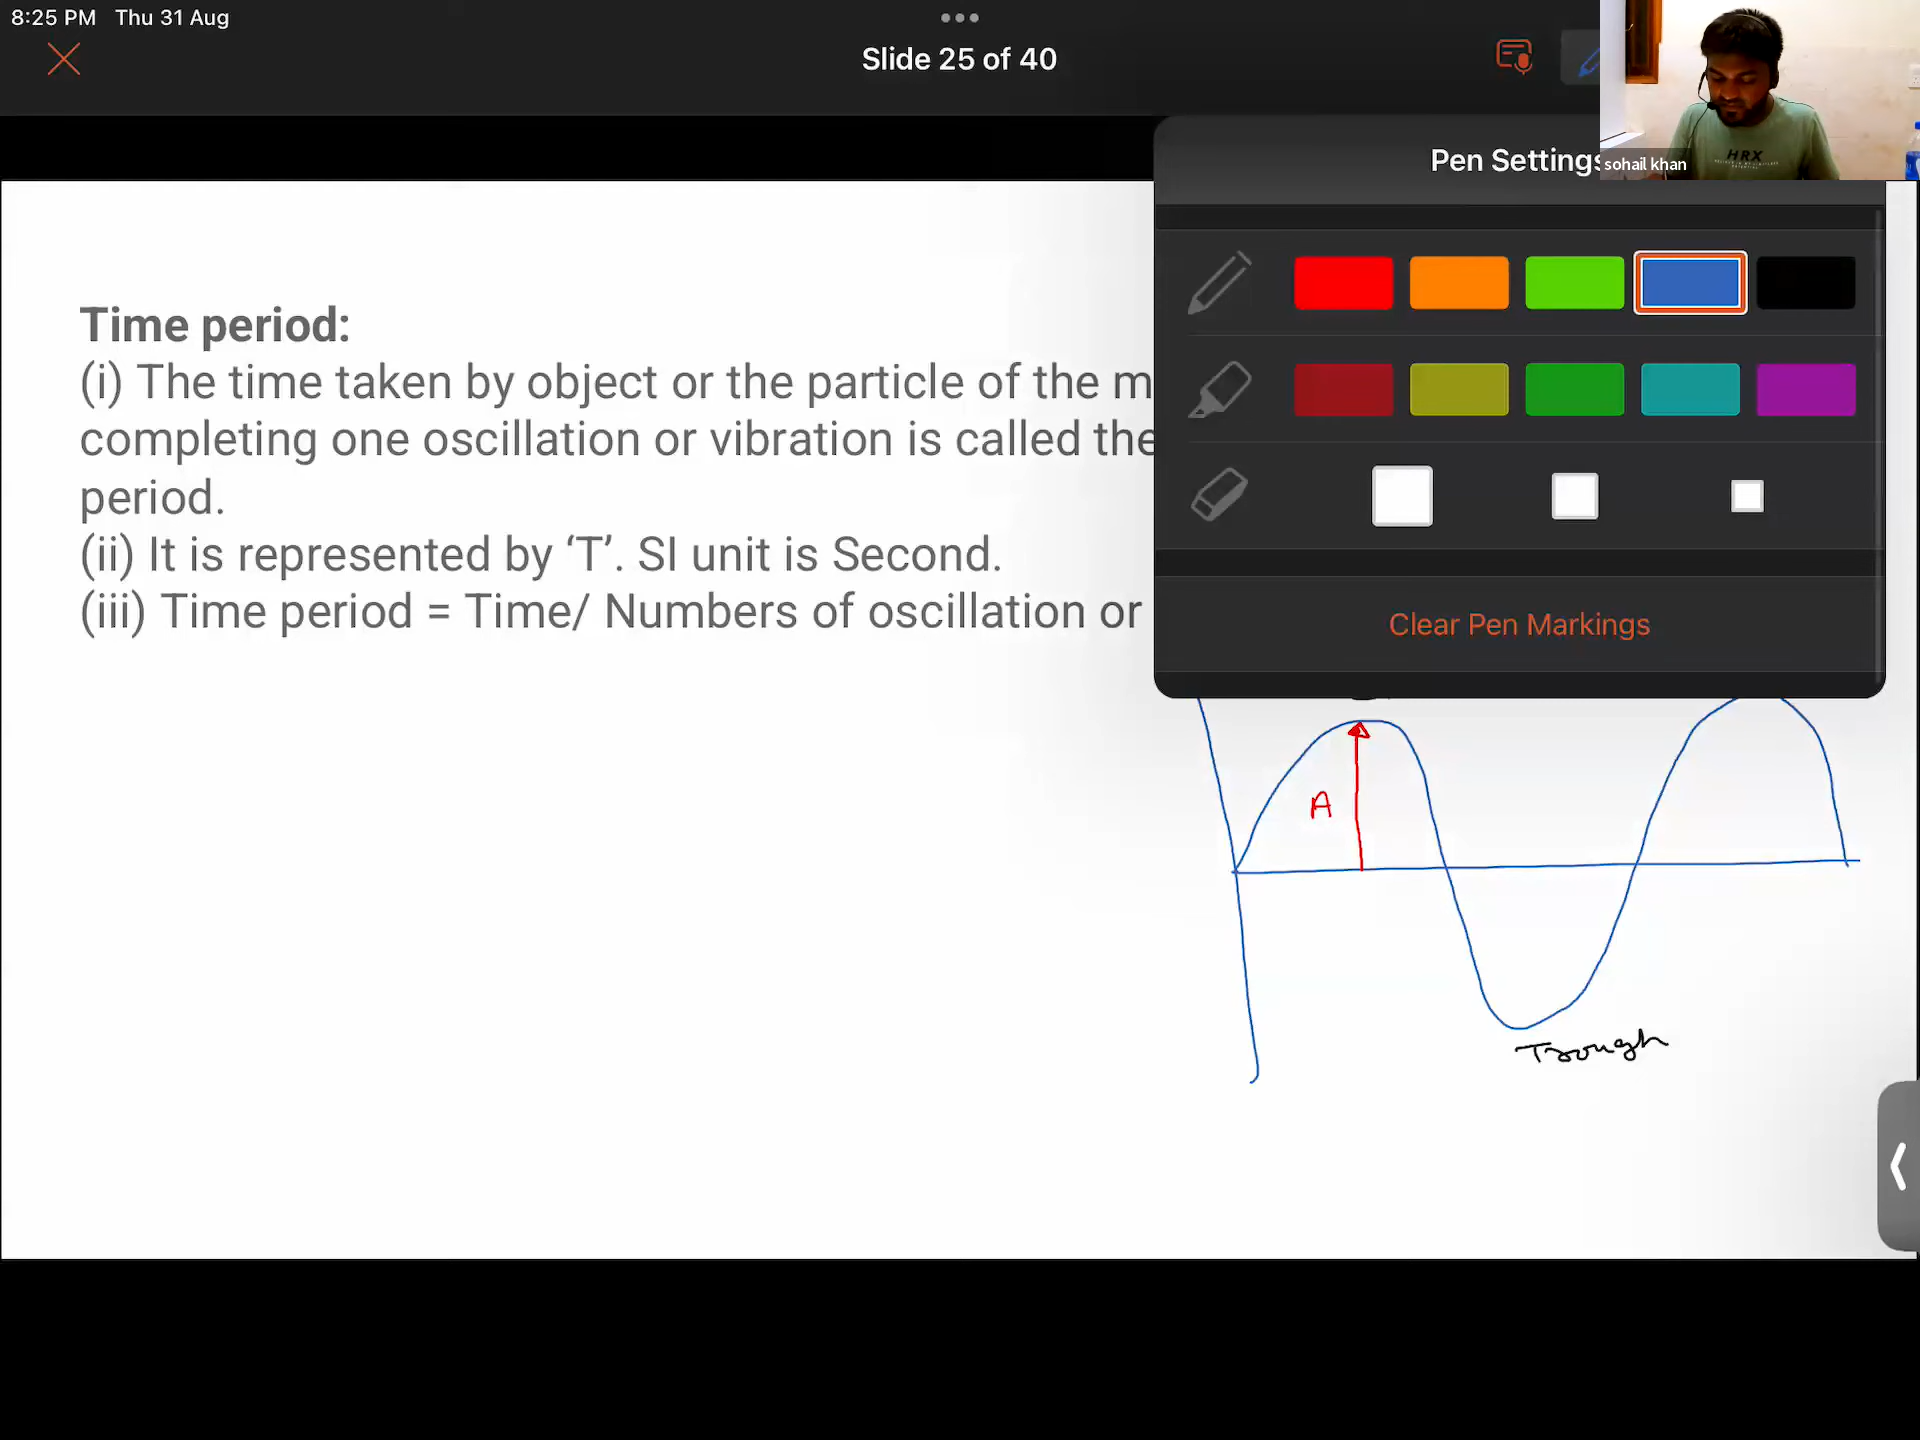 8:25 PM Thu 31 Aug
Slide 25 of 40
Pen Settings
HRX
sohail khan
Time period:
(i) The time taken by object or the particle of the m
completing one oscillation or vibration is called the
period.
(ii) It is represented by ‘T’. SI unit is Second.
(iii) Time period = Time/ Numbers of oscillation or
Clear Pen Markings
A
Trough